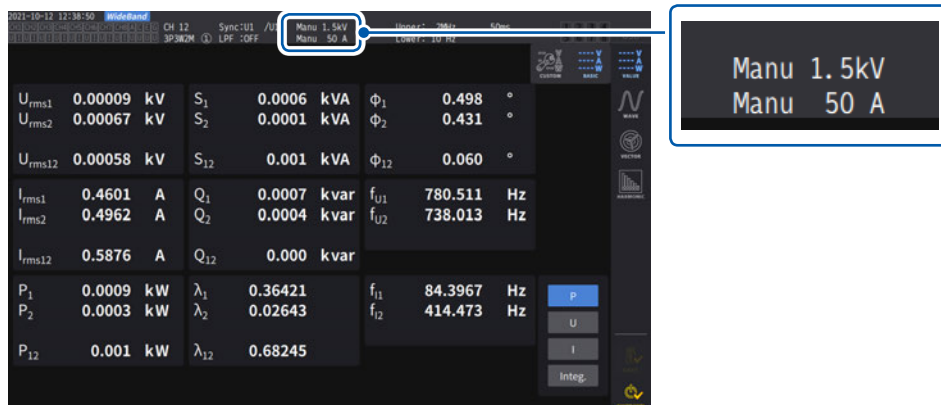 2021-10-12 12:38:50 WideBand
CH 12 Sync:U1 /U Manu 1.5kV Upper: 2MHz 50ms
3P3W2M ① LPF :OFF Manu 50 A Lower: 10 Hz
Manu 1.5kV
Manu 50 A
CUSTOM BASIC VALUE
Urms1 0.00009 kV S1 0.0006 kVA Φ1 0.498 °
Urms2 0.00067 kV S2 0.0001 kVA Φ2 0.431 °
WAVE
Urms12 0.00058 kV S12 0.001 kVA Φ12 0.060 °
VECTOR
Irms1 0.4601 A Q1 0.0007 kvar fU1 780.511 Hz
HARMONIC
Irms2 0.4962 A Q2 0.0004 kvar fU2 738.013 Hz
Irms12 0.5876 A Q12 0.000 kvar
P1 0.0009 kW λ1 0.36421 fI1 84.3967 Hz
P2 0.0003 kW λ2 0.02643 fI2 414.473 Hz
P12 0.001 kW λ12 0.68245
P
U
I
Integ.